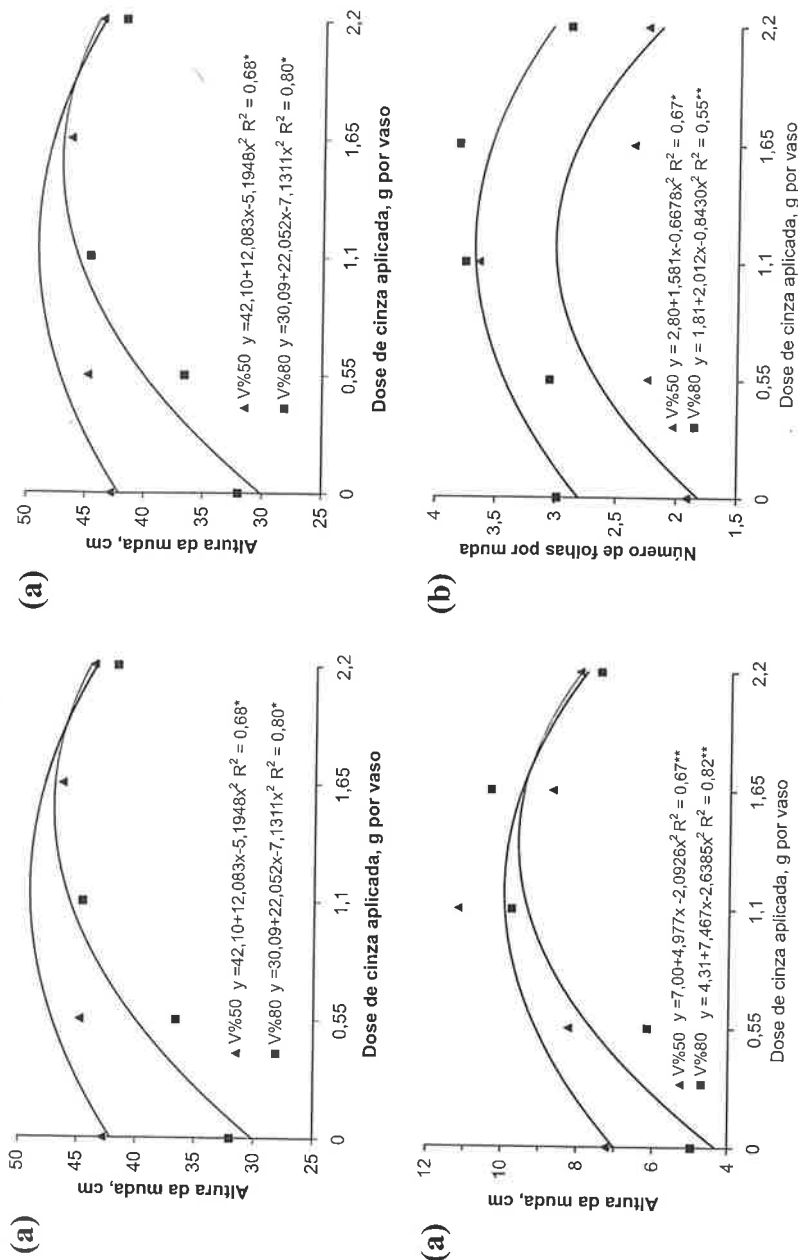 (a)
Altura da muda, cm
50
45
40
35
30
25
V%50 y =42,10+12,083x-5,1948x² R² = 0,68*
V%80 y =30,09+22,052x-7,1311x² R² = 0,80*
0 0,55 1,1 1,65 2,2
Dose de cinza aplicada, g por vaso
(a)
Altura da muda, cm
50
45
40
35
30
25
V%50 y =42,10+12,083x-5,1948x² R² = 0,68*
V%80 y =30,09+22,052x-7,1311x² R² = 0,80*
0 0,55 1,1 1,65 2,2
Dose de cinza aplicada, g por vaso
(a)
Altura da muda, cm
12
10
8
6
4
V%50 y =7,00+4,977x -2,0926x² R² = 0,67**
V%80 y = 4,31+7,467x-2,6385x² R² = 0,82**
0 0,55 1,1 1,65 2,2
Dose de cinza aplicada, g por vaso
(b)
Número de folhas por muda
4
3
2,5
2
1,5
V%50 y = 2,80+1,581x-0,6678x² R² = 0,67*
V%80 y = 1,81+2,012x-0,8430x² R² = 0,55**
0 0,55 1,1 1,65 2,2
Dose de cinza aplicada, g por vaso